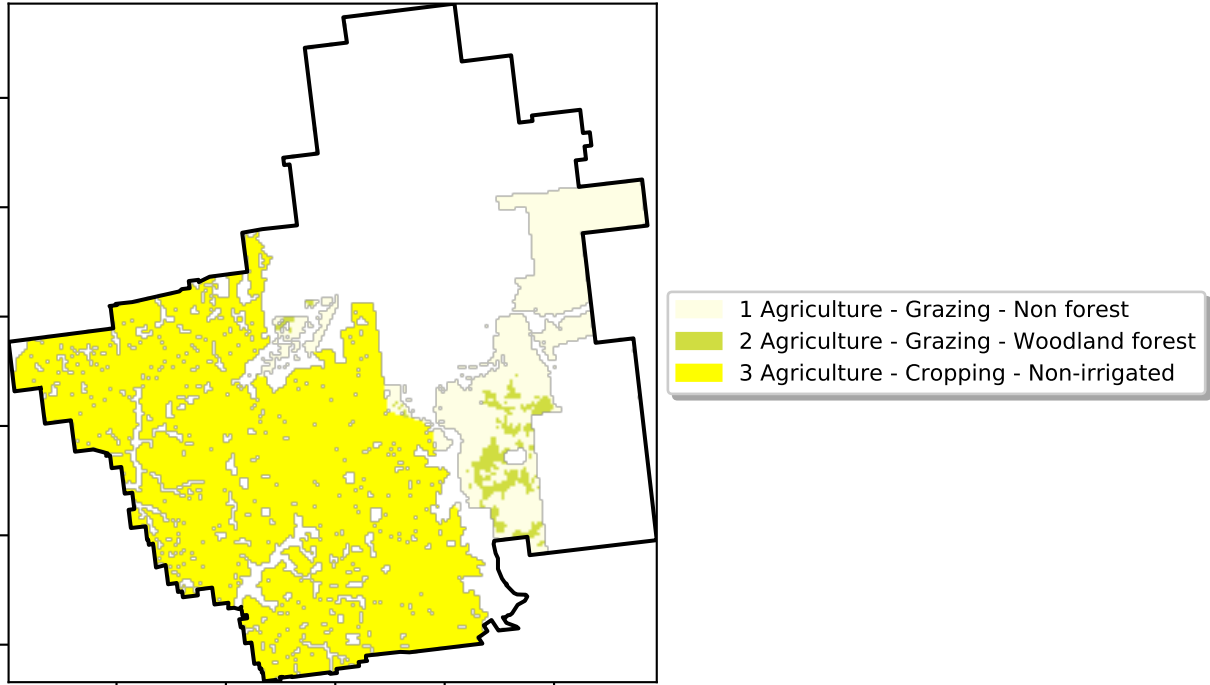 1 Agriculture - Grazing - Non forest
2 Agriculture - Grazing - Woodland forest
3 Agriculture - Cropping - Non-irrigated